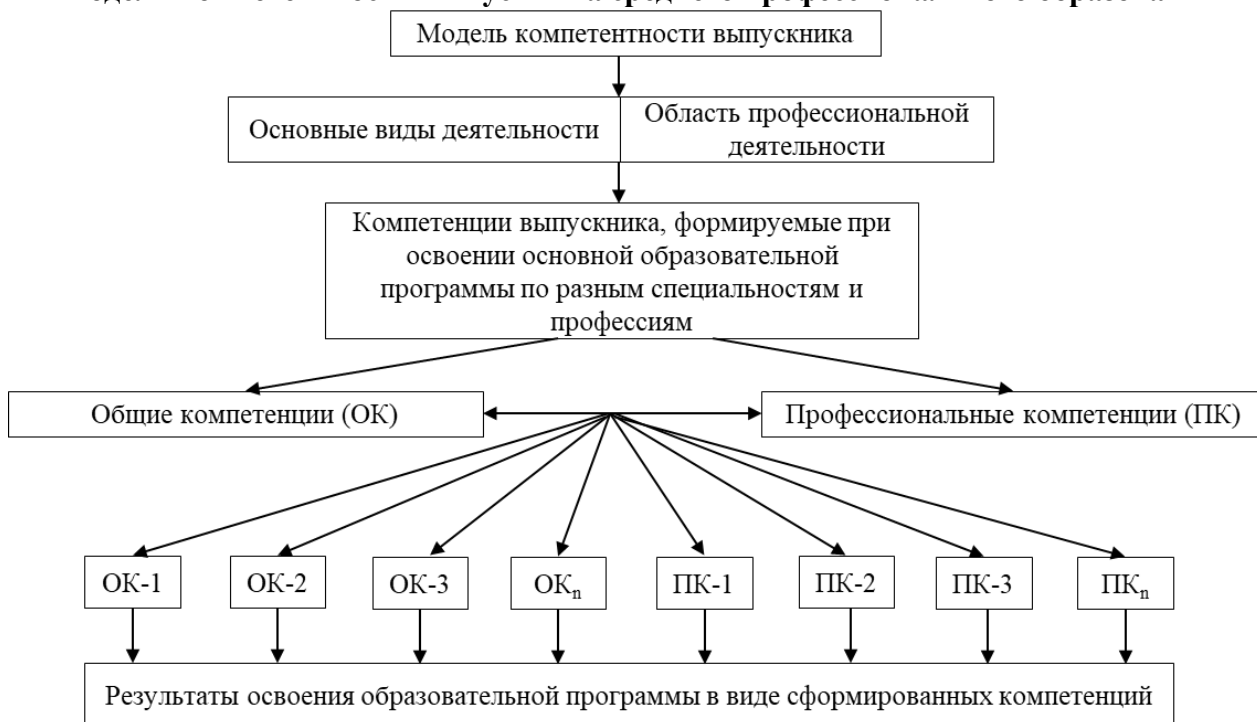 Модель компетентности выпускника
Основные виды деятельности
Область профессиональной
деятельности
Компетенции выпускника, формируемые при
освоении основной образовательной
программы по разным специальностям и
профессиям
Общие компетенции (ОК)
Профессиональные компетенции (ПК)
ОК-1 ОК-2 ОК-3 ОКn ПК-1 ПК-2 ПК-3 ПКn
Результаты освоения образовательной программы в виде сформированных компетенций